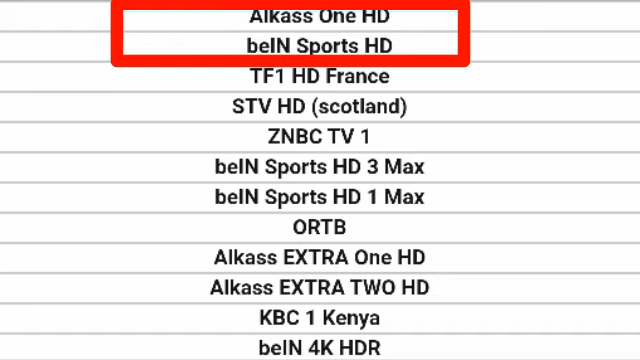 Alkass One HD
beIN Sports HD
TF1 HD France
STV HD (scotland)
ZNBC TV 1
beIN Sports HD 3 Max
beIN Sports HD 1 Max
ORTB
Alkass EXTRA One HD
Alkass EXTRA TWO HD
KBC 1 Kenya
beIN 4K HDR